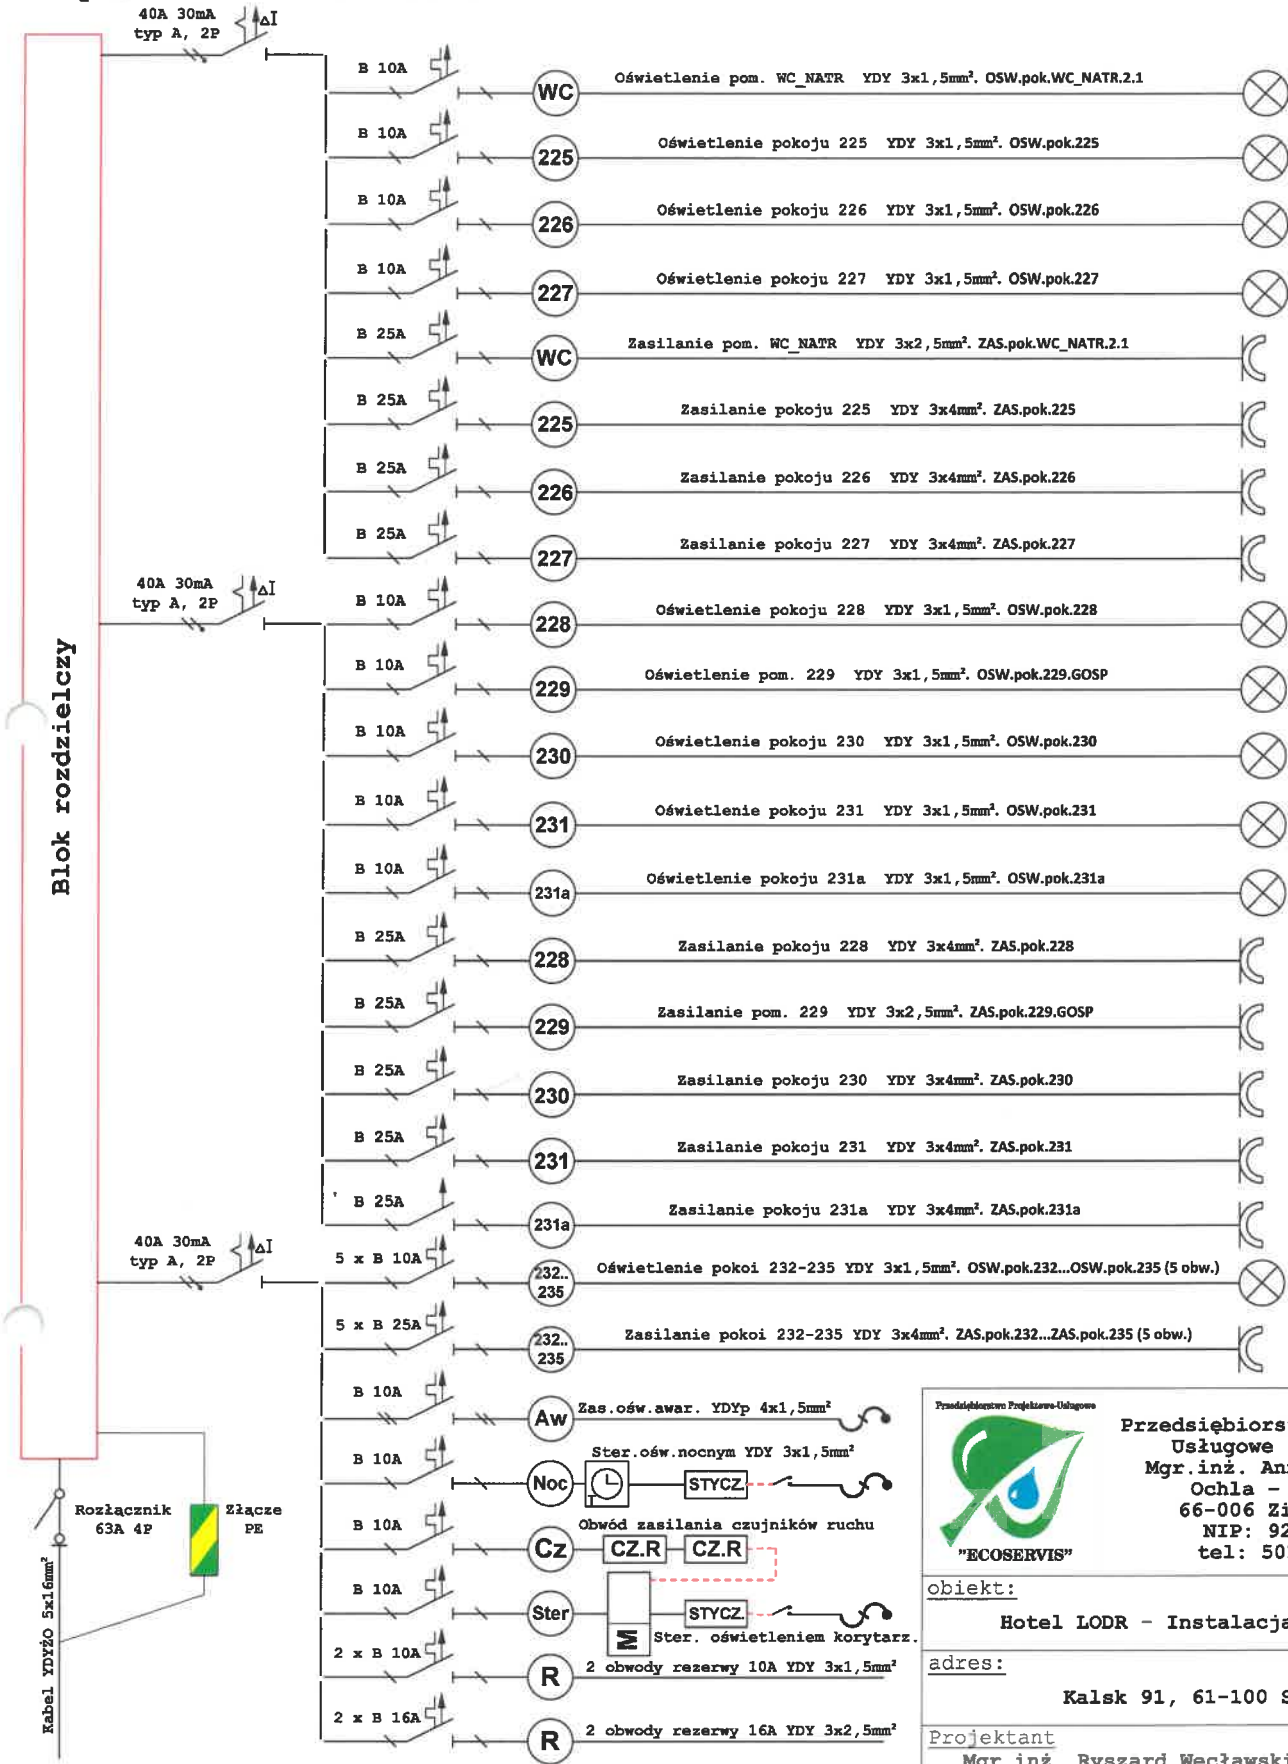 40A 30mA
typ A, 2P
ΔI
B 10A
WC
Oświetlenie pom. WC_NATR YDY 3x1,5mm². OSW.pok.WC_NATR.2.1
B 10A
225
Oświetlenie pokoju 225 YDY 3x1,5mm². OSW.pok.225
B 10A
226
Oświetlenie pokoju 226 YDY 3x1,5mm². OSW.pok.226
B 10A
227
Oświetlenie pokoju 227 YDY 3x1,5mm². OSW.pok.227
B 25A
WC
Zasilanie pom. WC_NATR YDY 3x2,5mm². ZAS.pok.WC_NATR.2.1
B 25A
225
Zasilanie pokoju 225 YDY 3x4mm². ZAS.pok.225
B 25A
226
Zasilanie pokoju 226 YDY 3x4mm². ZAS.pok.226
B 25A
227
Zasilanie pokoju 227 YDY 3x4mm². ZAS.pok.227
40A 30mA
typ A, 2P
ΔI
B 10A
228
Oświetlenie pokoju 228 YDY 3x1,5mm². OSW.pok.228
B 10A
229
Oświetlenie pom. 229 YDY 3x1,5mm². OSW.pok.229.GOSP
B 10A
230
Oświetlenie pokoju 230 YDY 3x1,5mm². OSW.pok.230
B 10A
231
Oświetlenie pokoju 231 YDY 3x1,5mm². OSW.pok.231
B 10A
231a
Oświetlenie pokoju 231a YDY 3x1,5mm². OSW.pok.231a
B 25A
228
Zasilanie pokoju 228 YDY 3x4mm². ZAS.pok.228
B 25A
229
Zasilanie pom. 229 YDY 3x2,5mm². ZAS.pok.229.GOSP
B 25A
230
Zasilanie pokoju 230 YDY 3x4mm². ZAS.pok.230
B 25A
231
Zasilanie pokoju 231 YDY 3x4mm². ZAS.pok.231
B 25A
231a
Zasilanie pokoju 231a YDY 3x4mm². ZAS.pok.231a
40A 30mA
typ A, 2P
ΔI
5 x B 10A
232..
235
Oświetlenie pokoi 232-235 YDY 3x1,5mm². OSW.pok.232...OSW.pok.235 (5 obw.)
5 x B 25A
232..
235
Zasilanie pokoi 232-235 YDY 3x4mm². ZAS.pok.232...ZAS.pok.235 (5 obw.)
B 10A
Aw
Zas.ośw.awar. YDYp 4x1,5mm²
B 10A
Noc
Ster.ośw.nocnym YDY 3x1,5mm²
STYCZ.
B 10A
Cz
Obwód zasilania czujników ruchu
CZ.R
CZ.R
B 10A
Ster
M
STYCZ.
Ster. oświetleniem korytarz.
2 x B 10A
R
2 obwody rezerwy 10A YDY 3x1,5mm²
2 x B 16A
R
2 obwody rezerwy 16A YDY 3x2,5mm²
Blok rozdzielczy
Rozłącznik
63A 4P
Złącze
PE
Kabel YDYŻO 5x16mm²
Przedsiębiorstwo Projektowo-Usługowe
"ECOSERVIS"
Przedsiębiors
Usługowe
Mgr.inż. An
Ochla -
66-006 Zi
NIP: 92
tel: 50
obiekt:
Hotel LODR - Instalacja
adres:
Kalsk 91, 61-100 S
Projektant
Mgr inż. Ryszard Węcławski